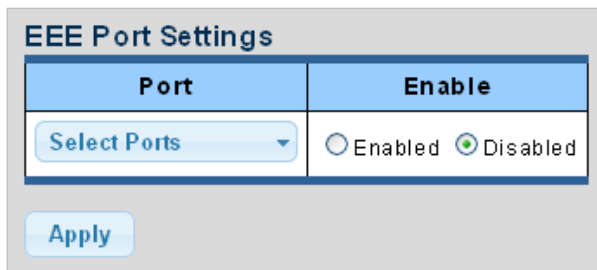 EEE Port Settings
Port Enable
Select Ports Enabled Disabled
Apply